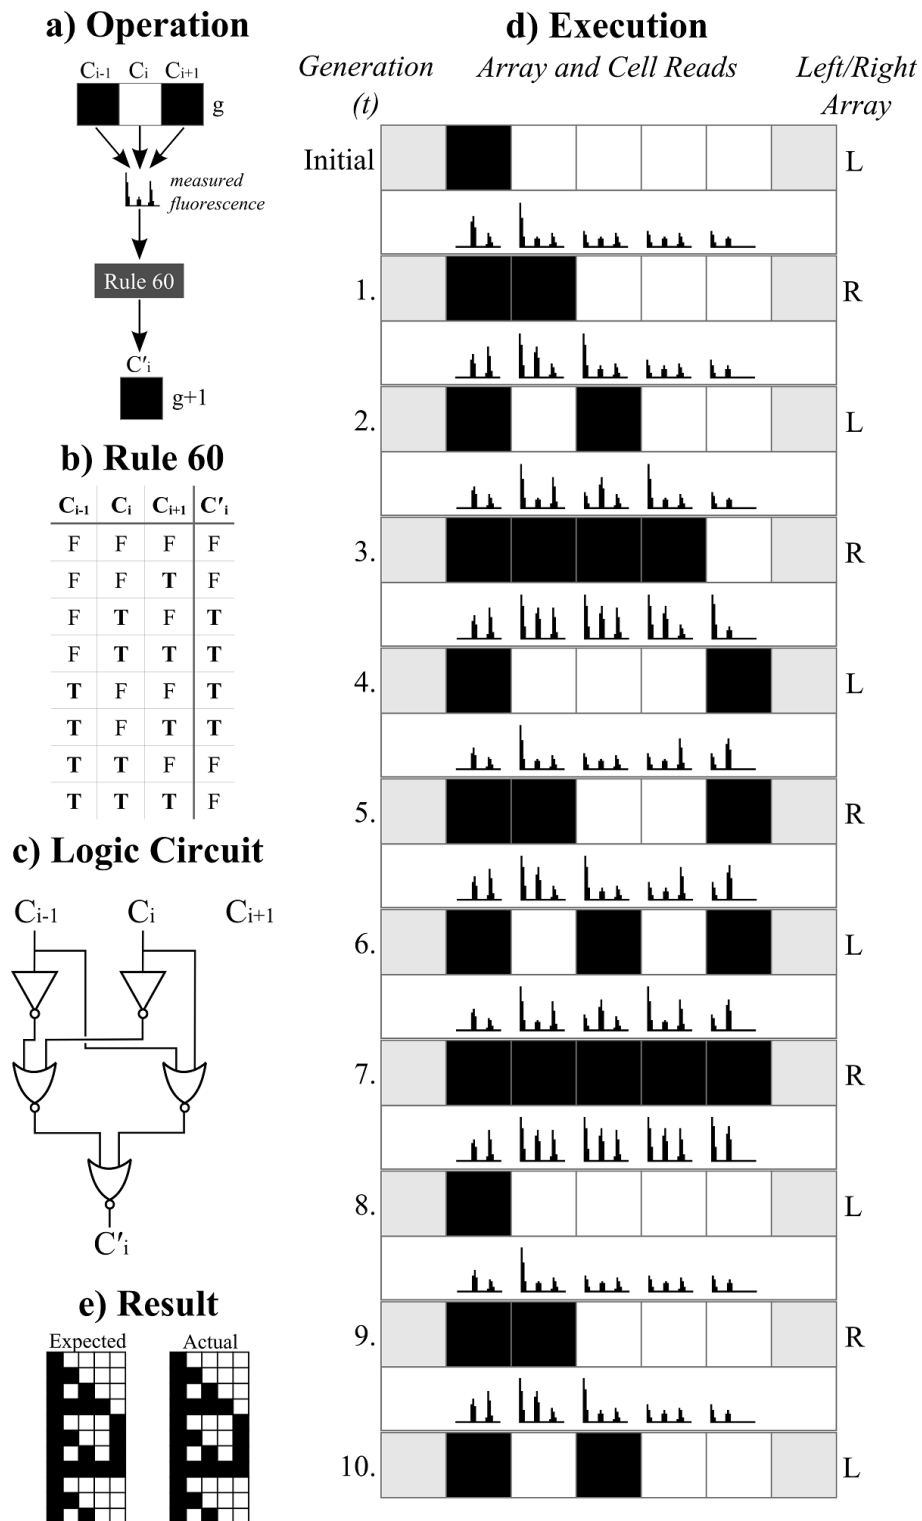 a) Operation
Ci-1 Ci Ci+1
g
measured
fluorescence
Rule 60
C′i
g+1
b) Rule 60
Ci-1 Ci Ci+1 C′i
F F F F
F F T F
F T F T
F T T T
T F F T
T F T T
T T F F
T T T F
c) Logic Circuit
Ci-1 Ci Ci+1
C′i
e) Result
Expected Actual
d) Execution
Generation Array and Cell Reads Left/Right
(t) Array
Initial L
1. R
2. L
3. R
4. L
5. R
6. L
7. R
8. L
9. R
10. L